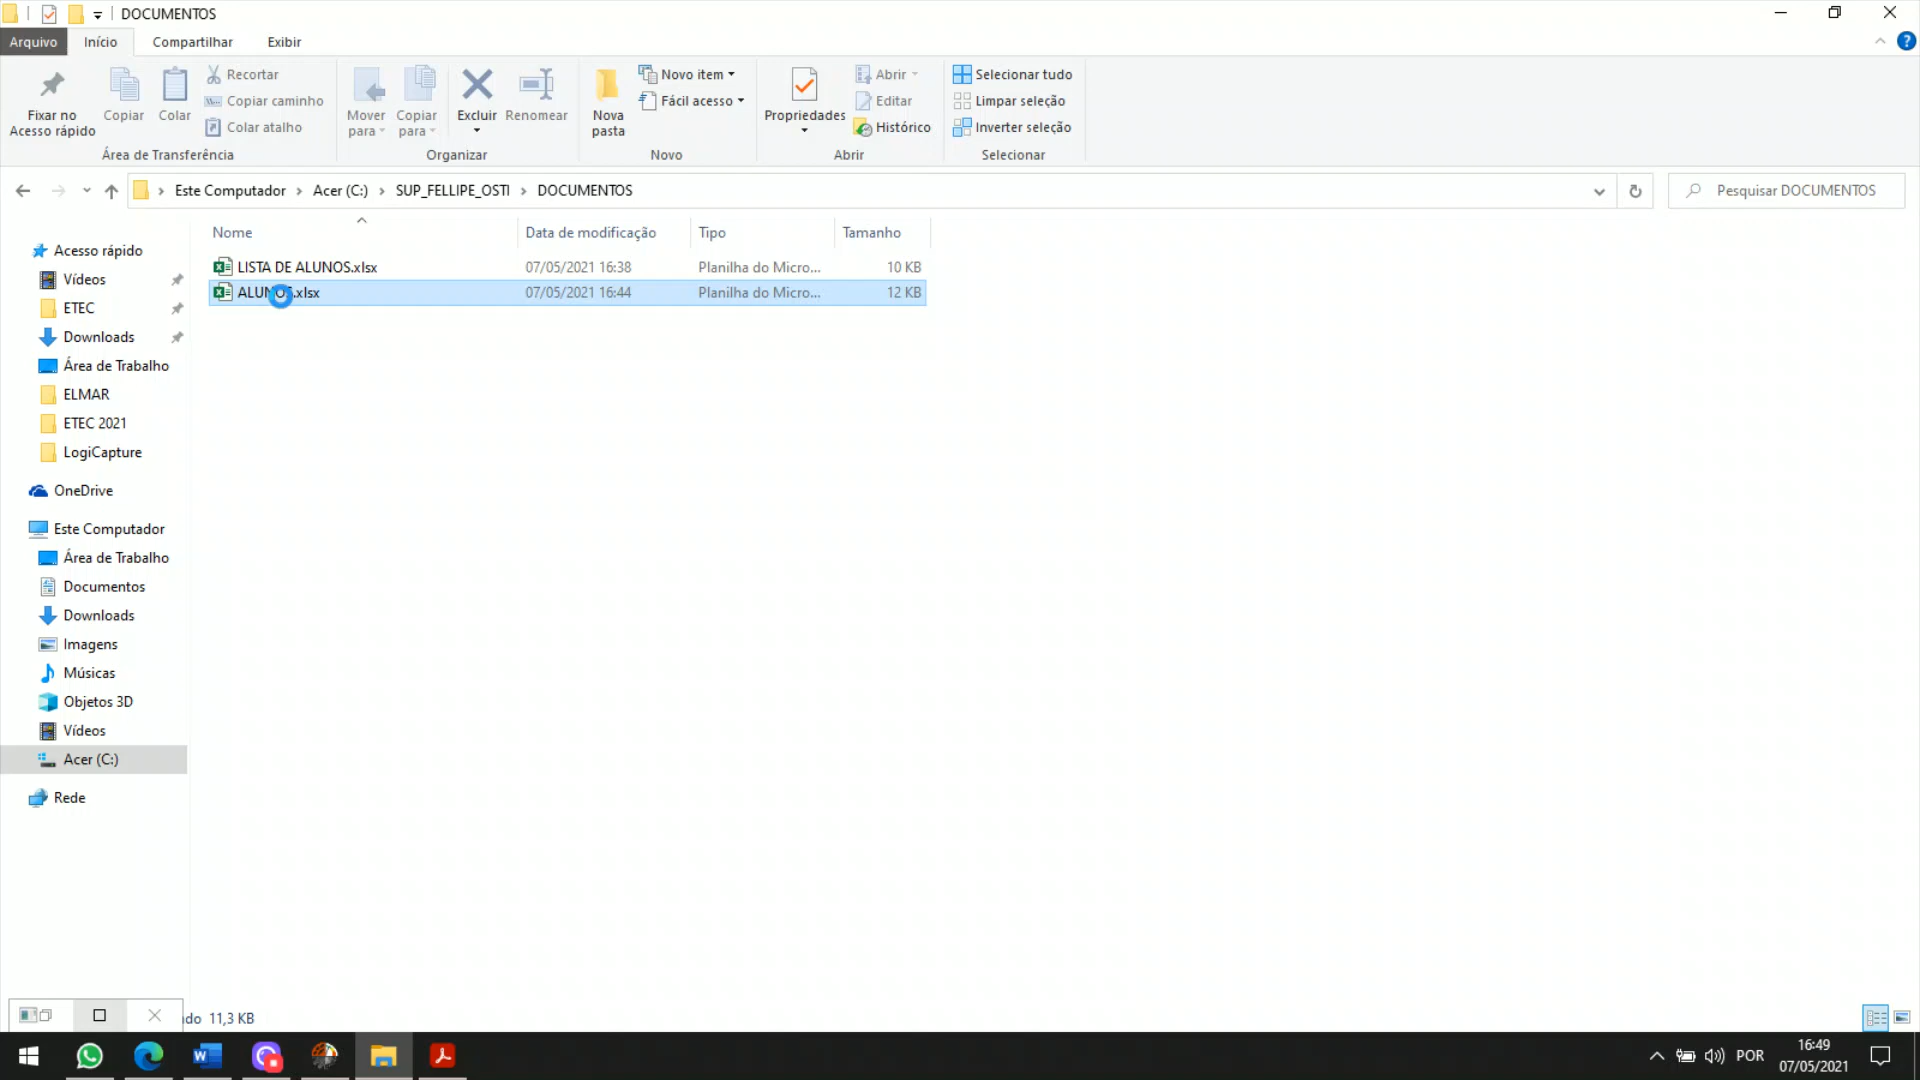 DOCUMENTOS
Arquivo Início Compartilhar Exibir
Fixar no Acesso rápido
Copiar
Colar
Recortar
Copiar caminho
Colar atalho
Área de Transferência
Mover para
Copiar para
Excluir
Renomear
Organizar
Nova pasta
Novo item
Fácil acesso
Novo
Propriedades
Abrir
Editar
Histórico
Abrir
Selecionar tudo
Limpar seleção
Inverter seleção
Selecionar
Este Computador > Acer (C:) > SUP_FELLIPE_OSTI > DOCUMENTOS
Pesquisar DOCUMENTOS
Nome Data de modificação Tipo Tamanho
LISTA DE ALUNOS.xlsx 07/05/2021 16:38 Planilha do Micro... 10 KB
ALUNOS.xlsx 07/05/2021 16:44 Planilha do Micro... 12 KB
Acesso rápido
Vídeos
ETEC
Downloads
Área de Trabalho
ELMAR
ETEC 2021
LogiCapture
OneDrive
Este Computador
Área de Trabalho
Documentos
Downloads
Imagens
Músicas
Objetos 3D
Vídeos
Acer (C:)
Rede
do 11,3 KB
POR
16:49
07/05/2021